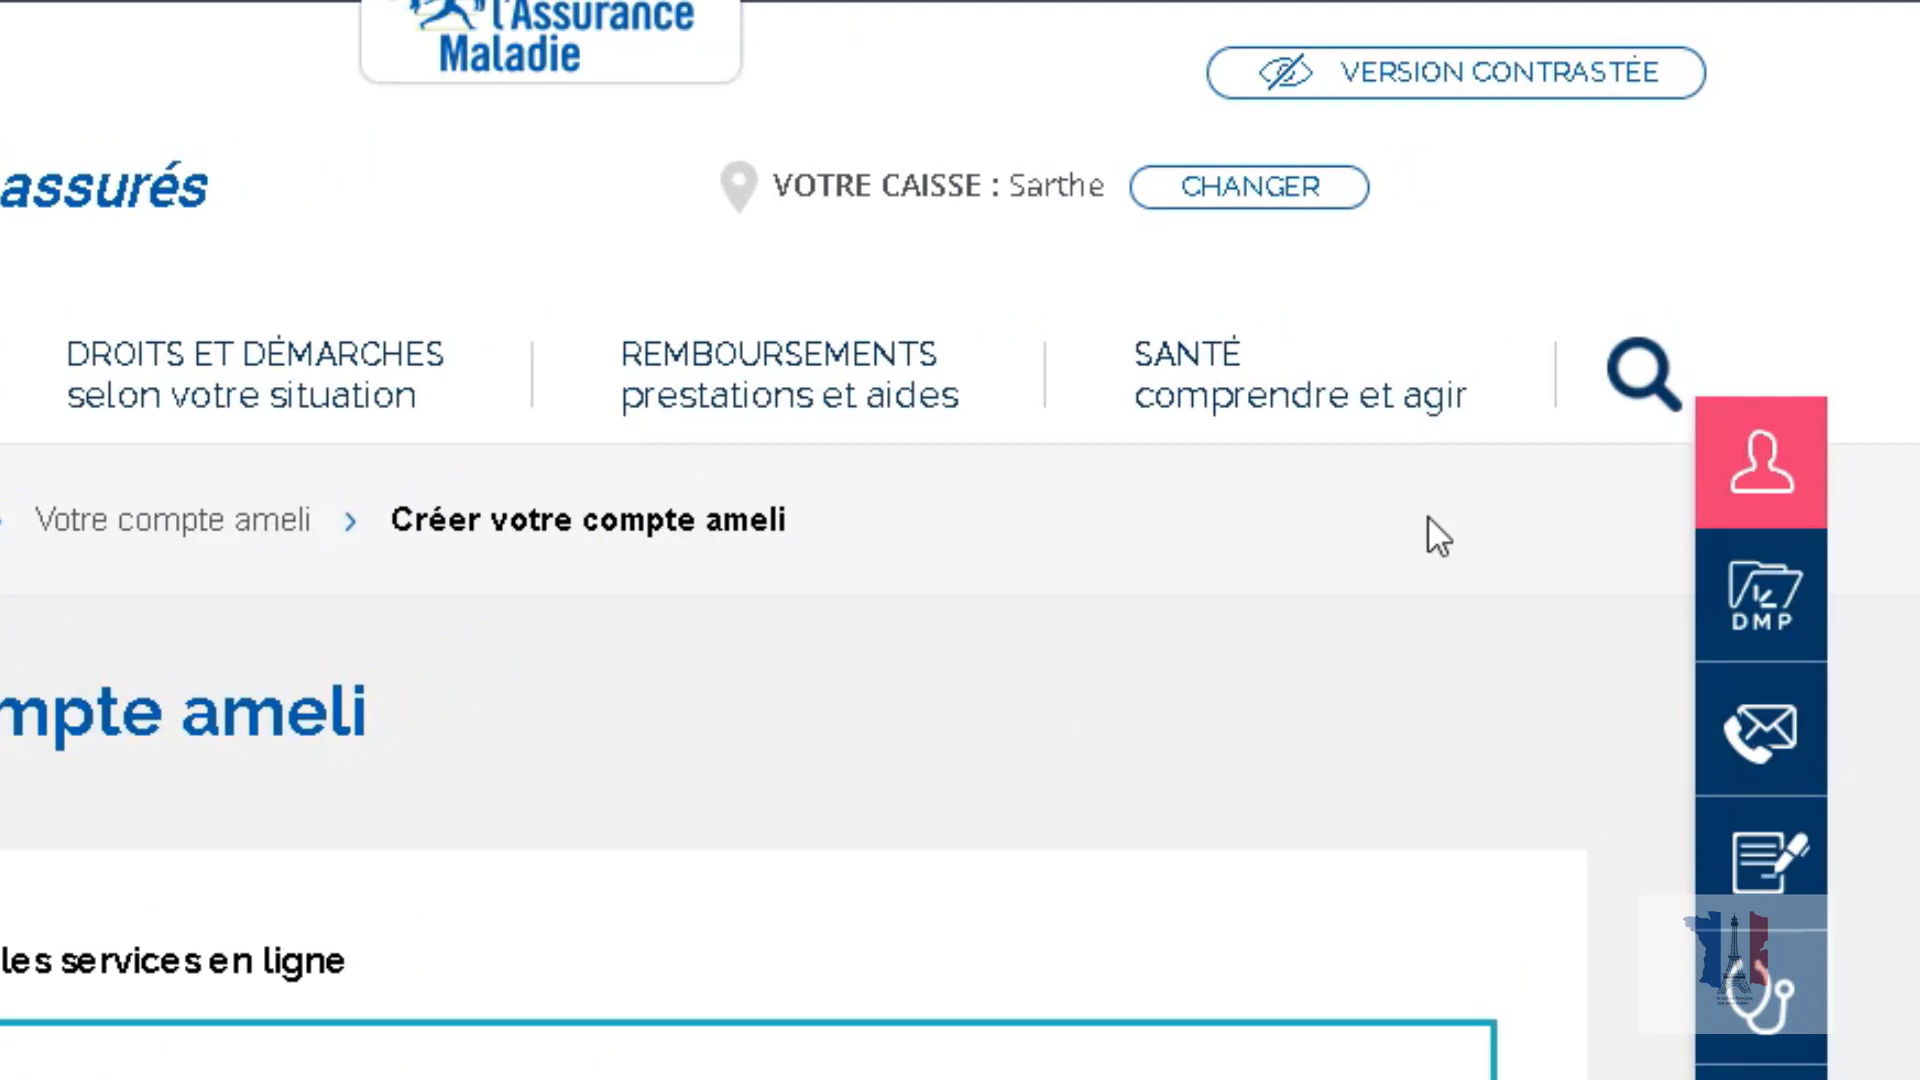 l'Assurance
Maladie
VERSION CONTRASTÉE
assurés
VOTRE CAISSE : Sarthe
CHANGER
DROITS ET DÉMARCHES
selon votre situation
REMBOURSEMENTS
prestations et aides
SANTÉ
comprendre et agir
Votre compte ameli > Créer votre compte ameli
DMP
mpte ameli
les services en ligne